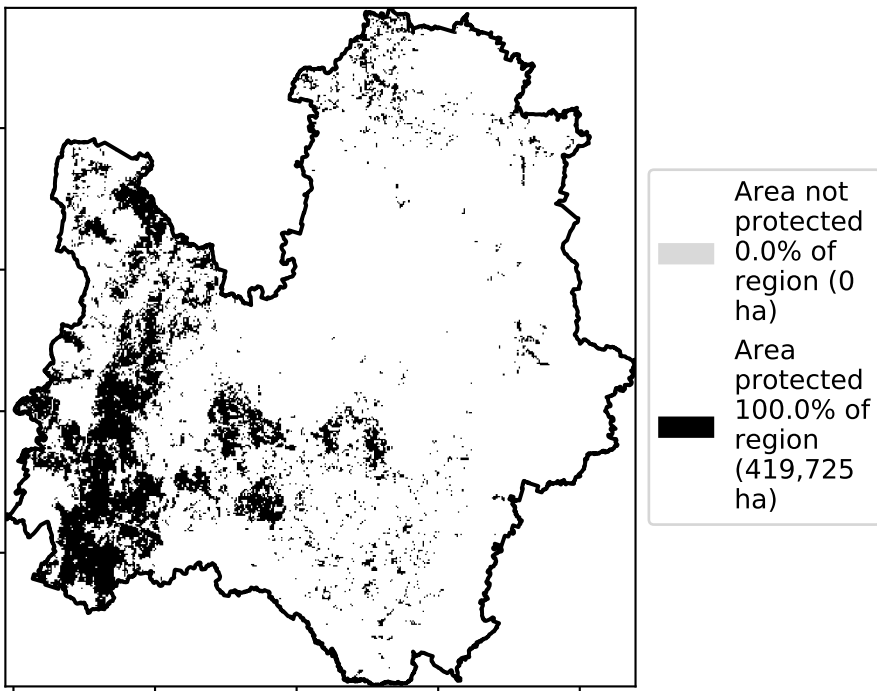 Area not
protected
0.0% of
region (0
ha)
Area
protected
100.0% of
region
(419,725
ha)